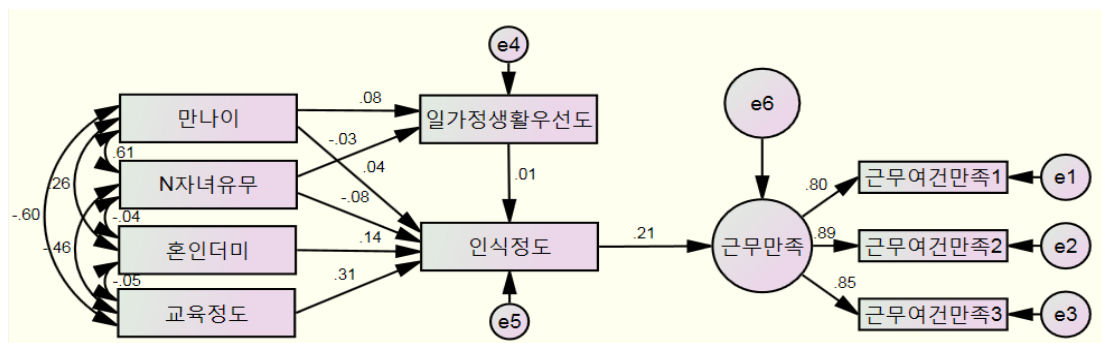 e4
만나이
.08
일가정생활우선도
e6
-.03
.61
.04
.26
N자녀유무
.01
.80
근무여건만족1
e1
-.60
-.04
-.08
-.46
혼인더미
.14
인식정도
.21
근무만족
.89
근무여건만족2
e2
-.05
.31
.85
교육정도
e5
근무여건만족3
e3